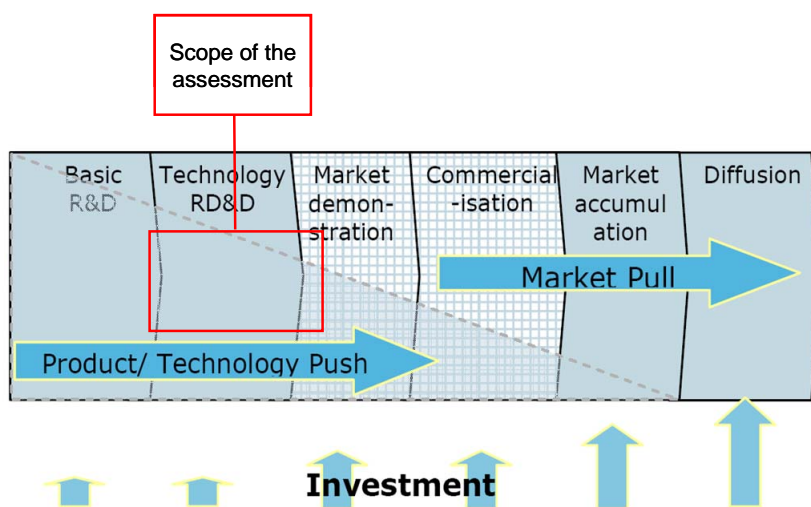 Scope of the
assessment
Basic
R&D
Technology
RD&D
Market
demon-
stration
Commercial
-isation
Market
accumul
ation
Diffusion
Market Pull
Product/ Technology Push
Investment